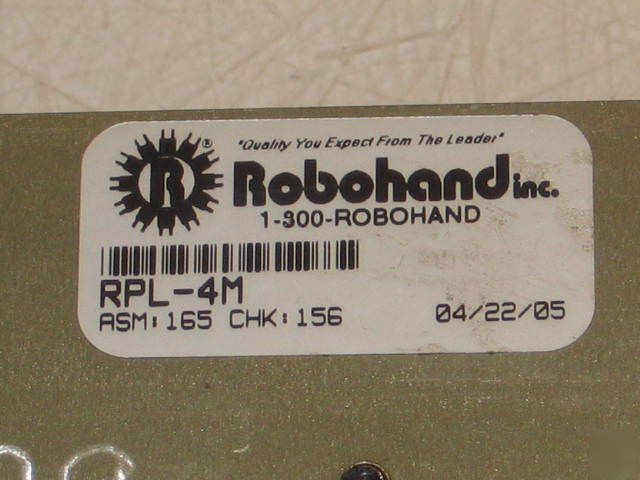 "Quality You Expect From The Leader"
R ® Robohand inc.
1-800-ROBOHAND
RPL-4M
ASM: 165 CHK: 156 04/22/05